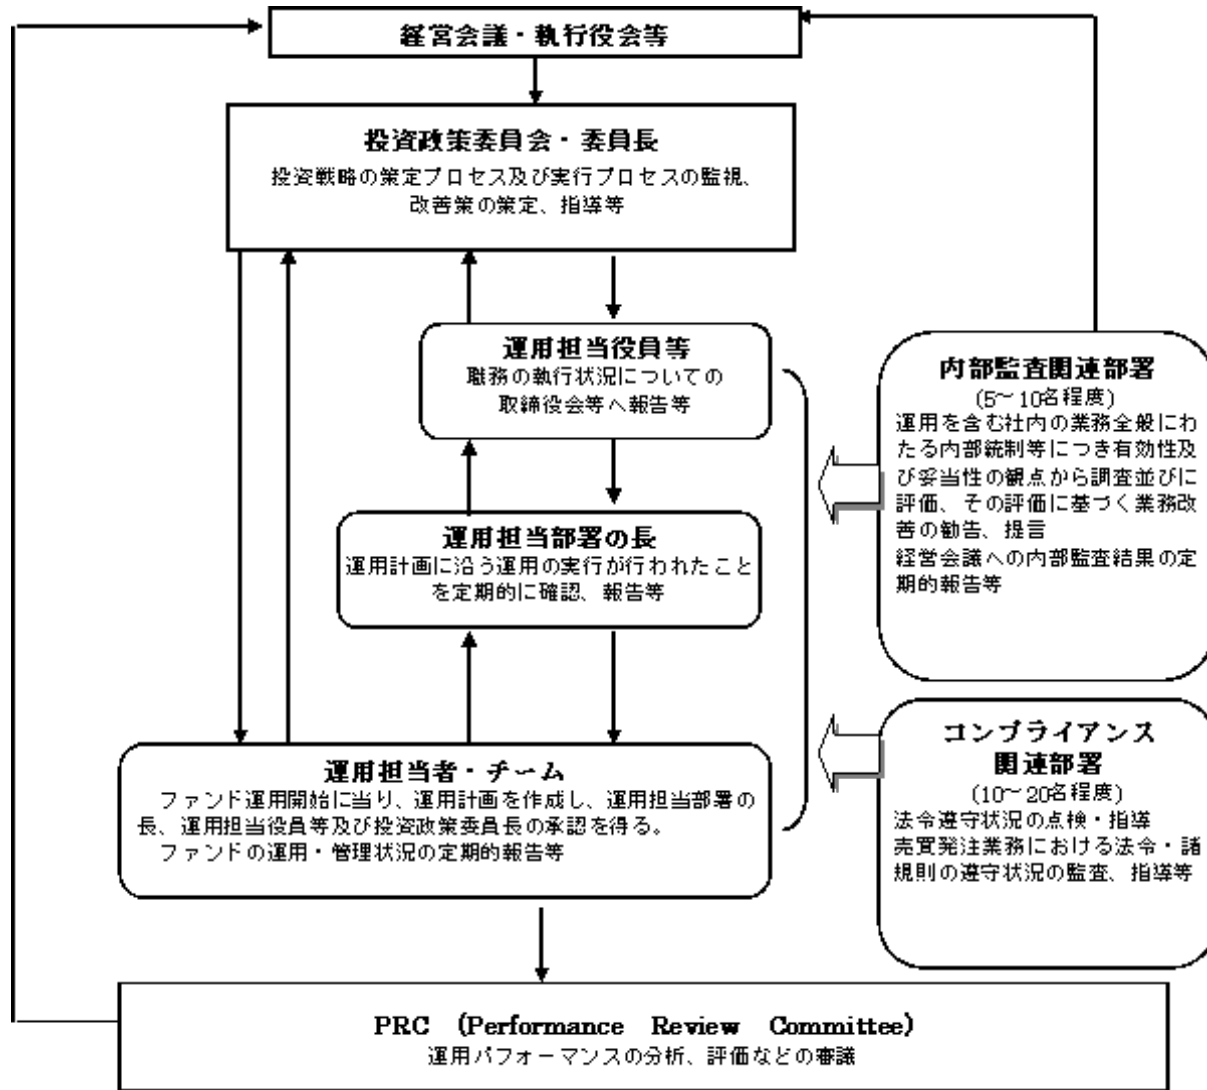 経営会議・執行役会等
投資政策委員会・委員長
投資戦略の策定プロセス及び実行プロセスの監視、
改善策の策定、指導等
運用担当役員等
職務の執行状況についての
取締役会等へ報告等
運用担当部署の長
運用計画に沿う運用の実行が行われたこと
を定期的に確認、報告等
運用担当者・チーム
ファンド運用開始に当り、運用計画を作成し、運用担当部署の
長、運用担当役員等及び投資政策委員長の承認を得る。
ファンドの運用・管理状況の定期的報告等
内部監査関連部署
(5～10名程度)
運用を含む社内の業務全般にわ
たる内部統制等につき有効性及
び妥当性の観点から調査並びに
評価、その評価に基づく業務改
善の勧告、提言
経営会議への内部監査結果の定
期的報告等
コンプライアンス
関連部署
(10～20名程度)
法令遵守状況の点検・指導
売買発注業務における法令・諸
規則の遵守状況の監査、指導等
PRC (Performance Review Committee)
運用パフォーマンスの分析、評価などの審議